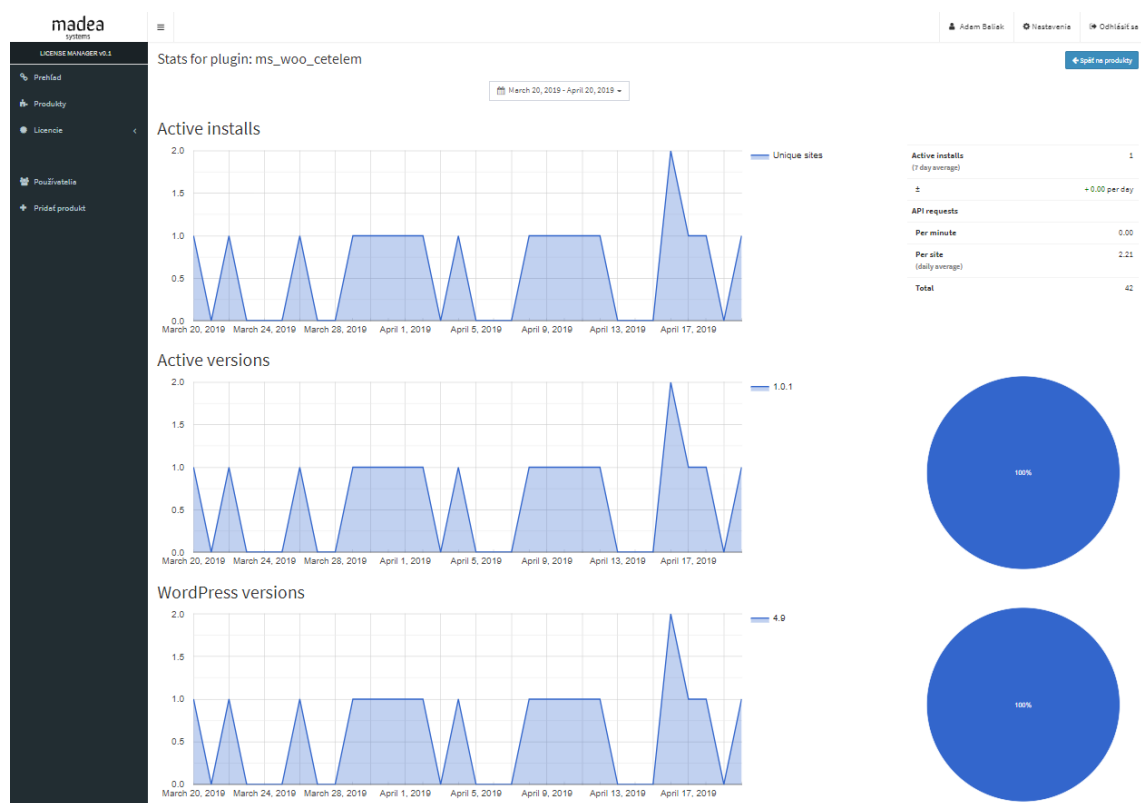 madea
systems
Adam Baliak
Nastavenia
Odhlásiť sa
LICENSE MANAGER v0.1
Prehľad
Produkty
Licencie
Používatelia
Pridať produkt
Stats for plugin: ms_woo_cetelem
Späť na produkty
March 20, 2019 - April 20, 2019
Active installs
2.0
1.5
1.0
0.5
0.0
March 20, 2019 March 24, 2019 March 28, 2019 April 1, 2019 April 5, 2019 April 9, 2019 April 13, 2019 April 17, 2019
Unique sites
Active installs 1
(7 day average)
± + 0.00 per day
API requests
Per minute 0.00
Per site 2.21
(daily average)
Total 42
Active versions
2.0
1.5
1.0
0.5
0.0
March 20, 2019 March 24, 2019 March 28, 2019 April 1, 2019 April 5, 2019 April 9, 2019 April 13, 2019 April 17, 2019
1.0.1
100%
WordPress versions
2.0
1.5
1.0
0.5
0.0
March 20, 2019 March 24, 2019 March 28, 2019 April 1, 2019 April 5, 2019 April 9, 2019 April 13, 2019 April 17, 2019
4.9
100%